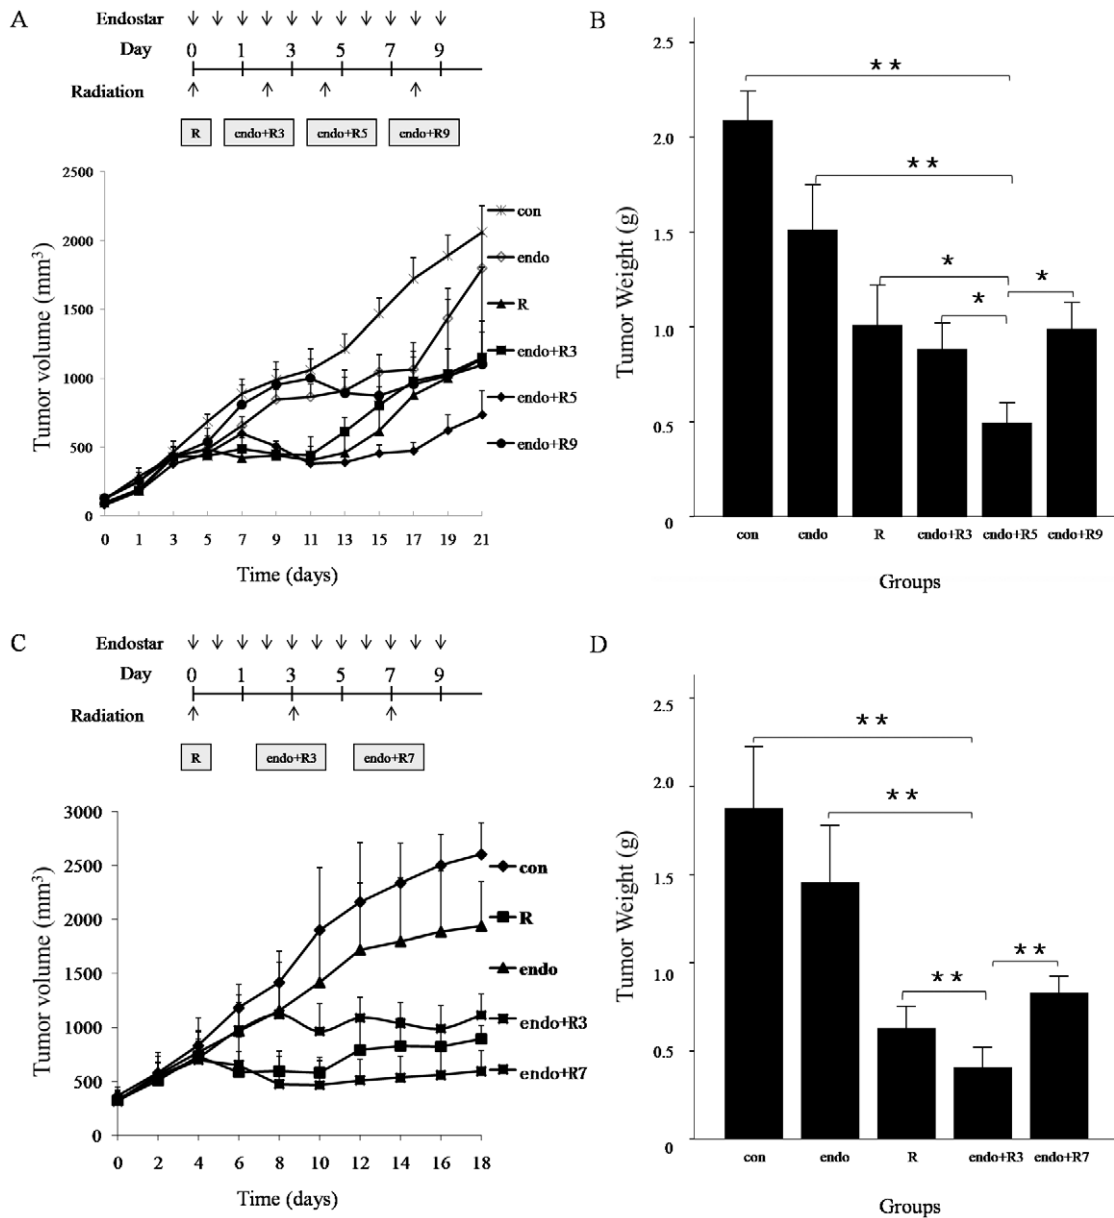 A
Endostar
Day 0 1 3 5 7 9
Radiation
R endo+R3 endo+R5 endo+R9
Tumor volume (mm³)
2500
2000
1500
1000
500
0
0 1 3 5 7 9 11 13 15 17 19 21
Time (days)
con
endo
R
endo+R3
endo+R5
endo+R9
B
Tumor Weight (g)
2.5
2.0
1.5
1.0
0.5
0
**
**
*
*
*
con endo R endo+R3 endo+R5 endo+R9
Groups
C
Endostar
Day 0 1 3 5 7 9
Radiation
R endo+R3 endo+R7
Tumor volume (mm³)
3000
2500
2000
1500
1000
500
0
0 2 4 6 8 10 12 14 16 18
Time (days)
con
R
endo
endo+R3
endo+R7
D
Tumor Weight (g)
2.5
2.0
1.5
1.0
0.5
0
**
**
**
**
con endo R endo+R3 endo+R7
Groups